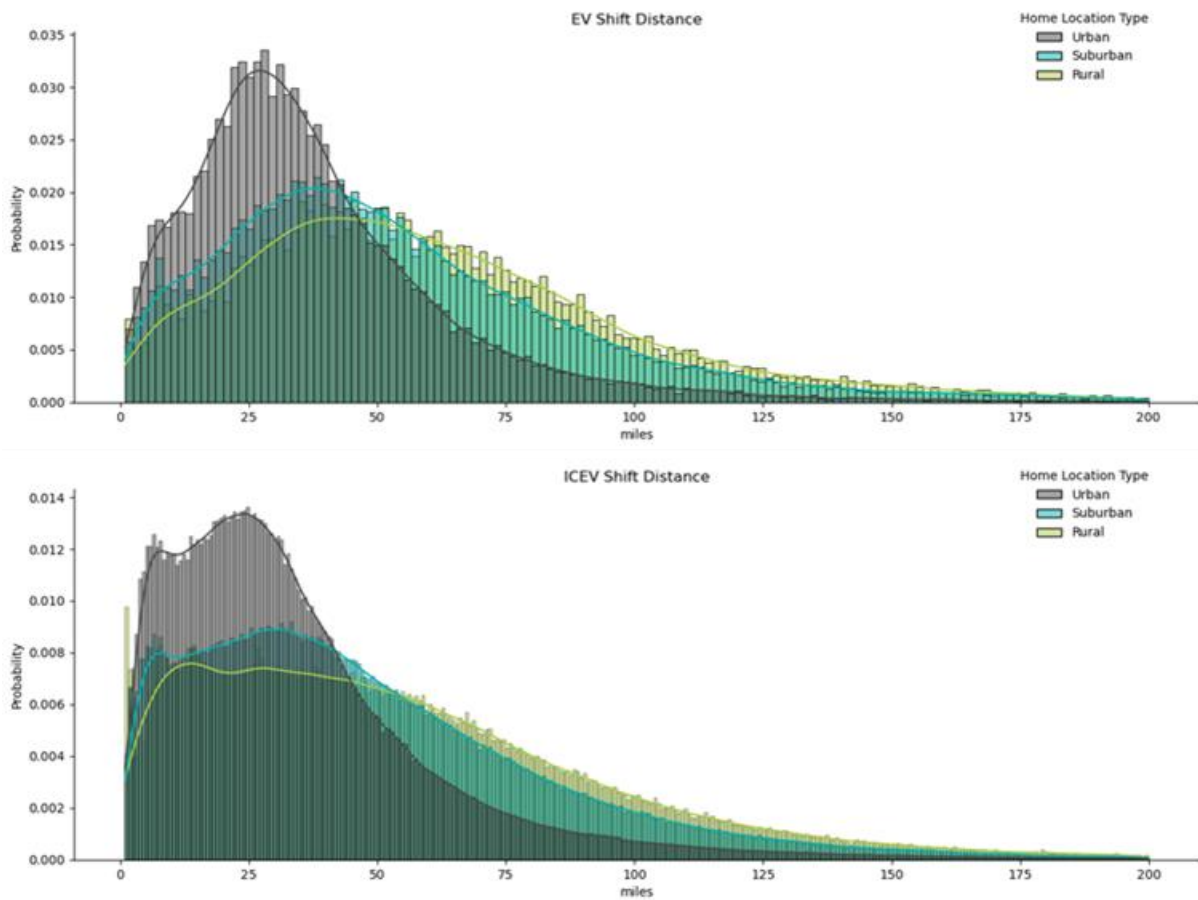 EV Shift Distance
Home Location Type
Urban
Suburban
Rural
0.035
0.030
0.025
0.020
0.015
0.010
0.005
0.000
Probability
0 25 50 75 100 125 150 175 200
miles
ICEV Shift Distance
Home Location Type
Urban
Suburban
Rural
0.014
0.012
0.010
0.008
0.006
0.004
0.002
0.000
Probability
0 25 50 75 100 125 150 175 200
miles